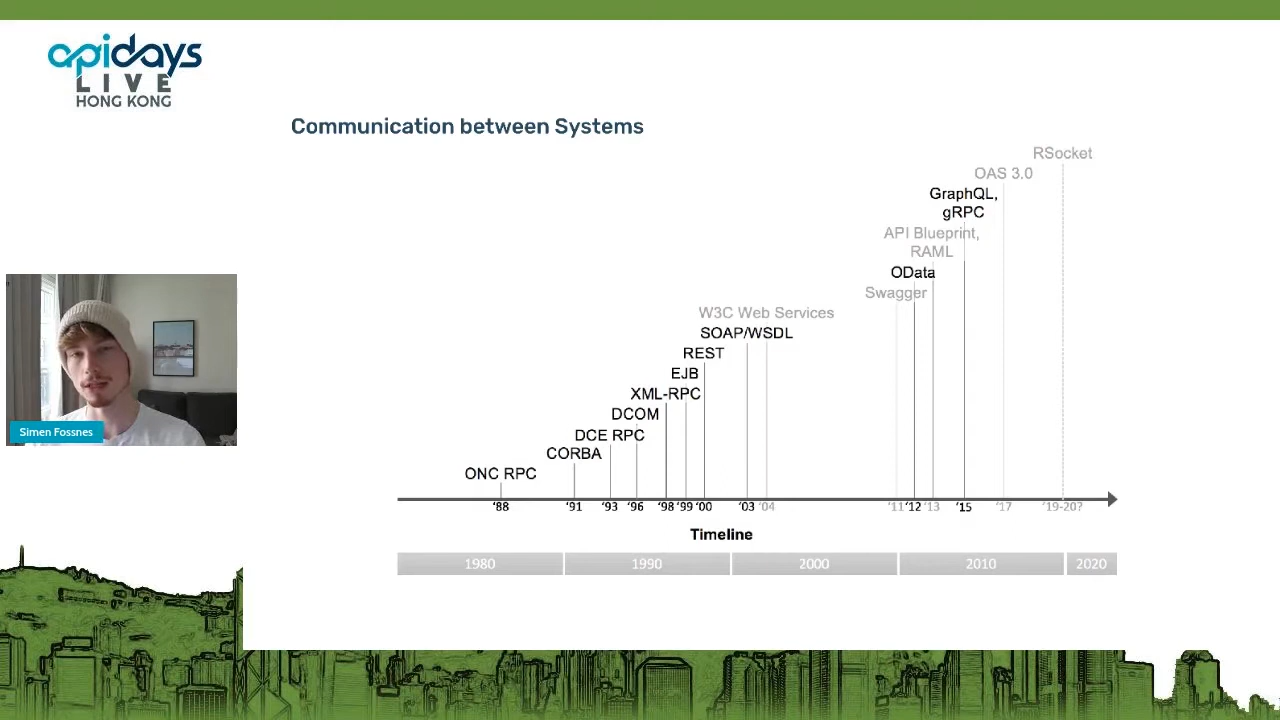 apidays
LIVE
HONG KONG
Communication between Systems
RSocket
OAS 3.0
GraphQL,
gRPC
API Blueprint,
RAML
OData
Swagger
W3C Web Services
SOAP/WSDL
REST
EJB
XML-RPC
DCOM
DCE RPC
CORBA
ONC RPC
Simen Fossnes
'88 '91 '93 '96 '98 '99 '00 '03 '04 '11 '12 '13 '15 '17 '19-20?
Timeline
1980 1990 2000 2010 2020